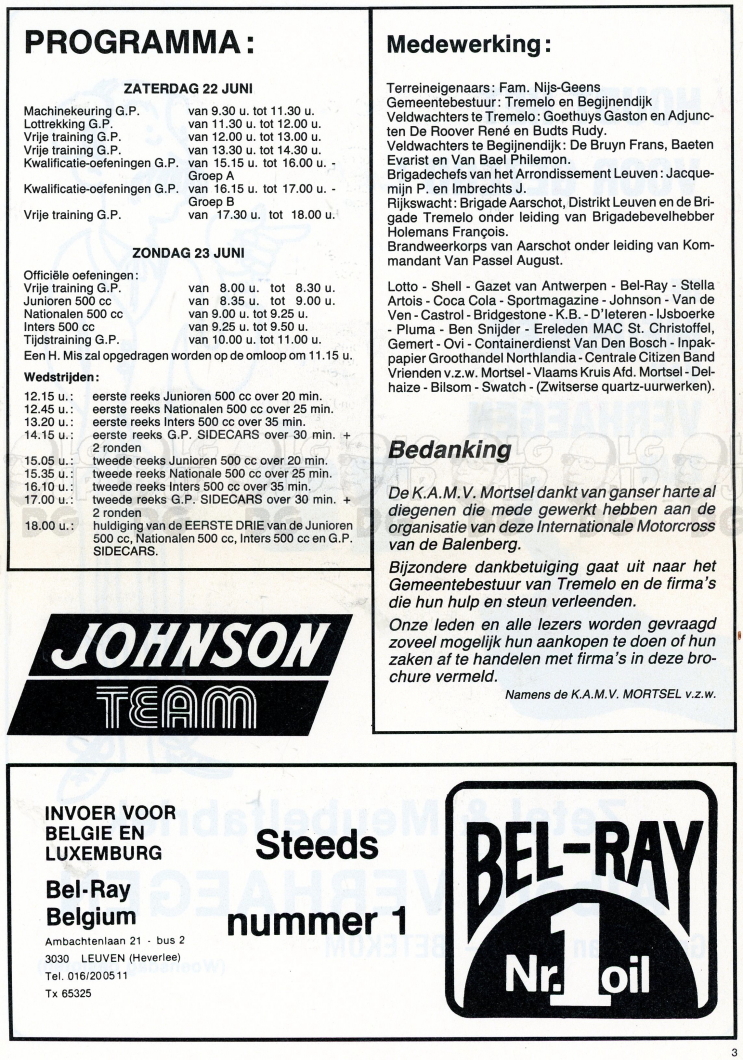 PROGRAMMA:
ZATERDAG 22 JUNI
Machinekeuring G.P. van 9.30 u. tot 11.30 u.
Lottrekking G.P. van 11.30 u. tot 12.00 u.
Vrije training G.P. van 12.00 u. tot 13.00 u.
Vrije training G.P. van 13.30 u. tot 14.30 u.
Kwalificatie-oefeningen G.P. van 15.15 u. tot 16.00 u. -
Groep A
Kwalificatie-oefeningen G.P. van 16.15 u. tot 17.00 u. -
Groep B
Vrije training G.P. van 17.30 u. tot 18.00 u.
ZONDAG 23 JUNI
Officiële oefeningen:
Vrije training G.P. van 8.00 u. tot 8.30 u.
Junioren 500 cc van 8.35 u. tot 9.00 u.
Nationalen 500 cc van 9.00 u. tot 9.25 u.
Inters 500 cc van 9.25 u. tot 9.50 u.
Tijdstraining G.P. van 10.00 u. tot 11.00 u.
Een H. Mis zal opgedragen worden op de omloop om 11.15 u.
Wedstrijden:
12.15 u.: eerste reeks Junioren 500 cc over 20 min.
12.45 u.: eerste reeks Nationalen 500 cc over 25 min.
13.20 u.: eerste reeks Inters 500 cc over 35 min.
14.15 u.: eerste reeks G.P. SIDECARS over 30 min. +
2 ronden
15.05 u.: tweede reeks Junioren 500 cc over 20 min.
15.35 u.: tweede reeks Nationale 500 cc over 25 min.
16.10 u.: tweede reeks Inters 500 cc over 35 min.
17.00 u.: tweede reeks G.P. SIDECARS over 30 min. +
2 ronden
18.00 u.: huldiging van de EERSTE DRIE van de Junioren
500 cc, Nationalen 500 cc, Inters 500 cc en G.P.
SIDECARS.
Medewerking:
Terreineigenaars: Fam. Nijs-Geens
Gemeentebestuur: Tremelo en Begijnendijk
Veldwachters te Tremelo: Goethuys Gaston en Adjunc-
ten De Roover René en Budts Rudy.
Veldwachters te Begijnendijk: De Bruyn Frans, Baeten
Evarist en Van Bael Philemon.
Brigadechefs van het Arrondissement Leuven: Jacque-
mijn P. en Imbrechts J.
Rijkswacht: Brigade Aarschot, Distrikt Leuven en de Bri-
gade Tremelo onder leiding van Brigadebevelhebber
Holemans François.
Brandweerkorps van Aarschot onder leiding van Kom-
mandant Van Passel August.
Lotto - Shell - Gazet van Antwerpen - Bel-Ray - Stella
Artois - Coca Cola - Sportmagazine - Johnson - Van de
Ven - Castrol - Bridgestone - K.B. - D'Ieteren - IJsboerke
- Pluma - Ben Snijder - Ereleden MAC St. Christoffel,
Gemert - Ovi - Containerdienst Van Den Bosch - Inpak-
papier Groothandel Northlandia - Centrale Citizen Band
Vrienden v.z.w. Mortsel - Vlaams Kruis Afd. Mortsel - Del-
haize - Bilsom - Swatch - (Zwitserse quartz-uurwerken).
Bedanking
De K.A.M.V. Mortsel dankt van ganser harte al
diegenen die mede gewerkt hebben aan de
organisatie van deze Internationale Motorcross
van de Balenberg.
Bijzondere dankbetuiging gaat uit naar het
Gemeentebestuur van Tremelo en de firma's
die hun hulp en steun verleenden.
Onze leden en alle lezers worden gevraagd
zoveel mogelijk hun aankopen te doen of hun
zaken af te handelen met firma's in deze bro-
chure vermeld.
Namens de K.A.M.V. MORTSEL v.z.w.
JOHNSON
TEAM
INVOER VOOR
BELGIE EN
LUXEMBURG
Bel-Ray
Belgium
Ambachtenlaan 21 - bus 2
3030 LEUVEN (Heverlee)
Tel. 016/200511
Tx 65325
Steeds
nummer 1
BEL-RAY
Nr. 1 oil
3